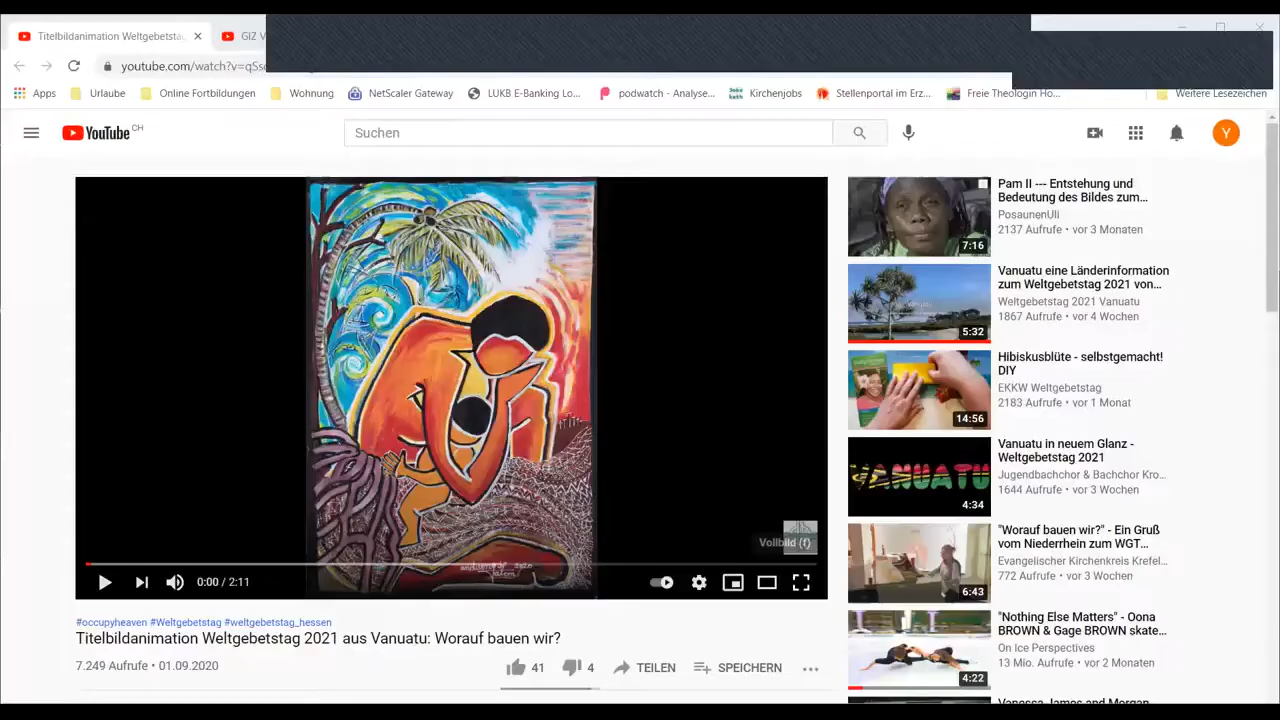 Titelbildanimation Weltgebetsta
GIZ V
youtube.com/watch?v=qSs
Apps
Urlaube
Online Fortbildungen
Wohnung
NetScaler Gateway
LUKB E-Banking Lo...
podwatch - Analyse...
Kirchenjobs
Stellenportal im Erz...
Freie Theologin Ho...
Weitere Lesezeichen
YouTube CH
Suchen
Y
Vollbild (f)
0:00 / 2:11
#occupyheaven #Weltgebetstag #weltgebetstag_hessen
Titelbildanimation Weltgebetstag 2021 aus Vanuatu: Worauf bauen wir?
7.249 Aufrufe • 01.09.2020
41
4
TEILEN
SPEICHERN
7:16
Pam II --- Entstehung und
Bedeutung des Bildes zum...
PosaunenUli
2137 Aufrufe • vor 3 Monaten
5:32
Vanuatu eine Länderinformation
zum Weltgebetstag 2021 von...
Weltgebetstag 2021 Vanuatu
1867 Aufrufe • vor 4 Wochen
14:56
Hibiskusblüte - selbstgemacht!
DIY
EKKW Weltgebetstag
2183 Aufrufe • vor 1 Monat
VANUATU
4:34
Vanuatu in neuem Glanz -
Weltgebetstag 2021
Jugendbachchor & Bachchor Kro...
1644 Aufrufe • vor 3 Wochen
6:43
"Worauf bauen wir?" - Ein Gruß
vom Niederrhein zum WGT...
Evangelischer Kirchenkreis Krefel...
772 Aufrufe • vor 3 Wochen
4:22
"Nothing Else Matters" - Oona
BROWN & Gage BROWN skate...
On Ice Perspectives
13 Mio. Aufrufe • vor 2 Monaten
Vanessa James and Morgan